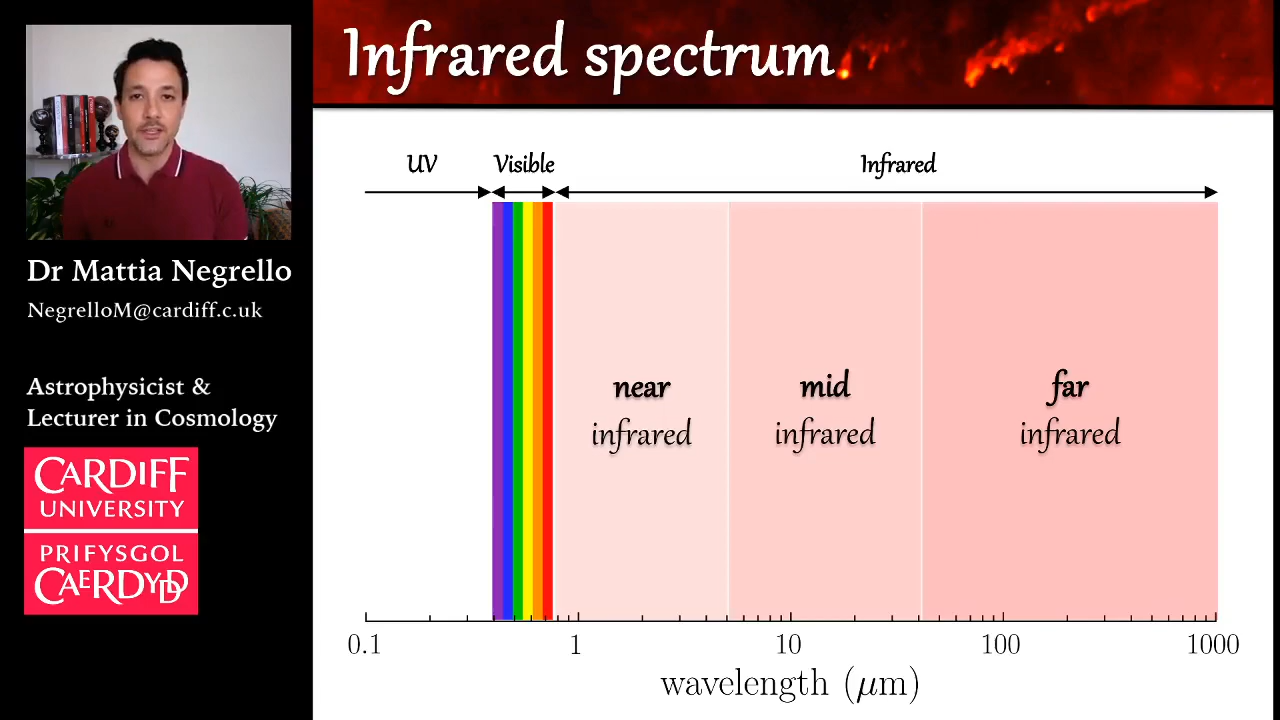 Infrared spectrum
Dr Mattia Negrello
NegrelloM@cardiff.c.uk
Astrophysicist &
Lecturer in Cosmology
CARDIFF
UNIVERSITY
PRIFYSGOL
CAERDYDD
UV Visible Infrared
near mid far
infrared infrared infrared
0.1 1 10 100 1000
wavelength (μm)